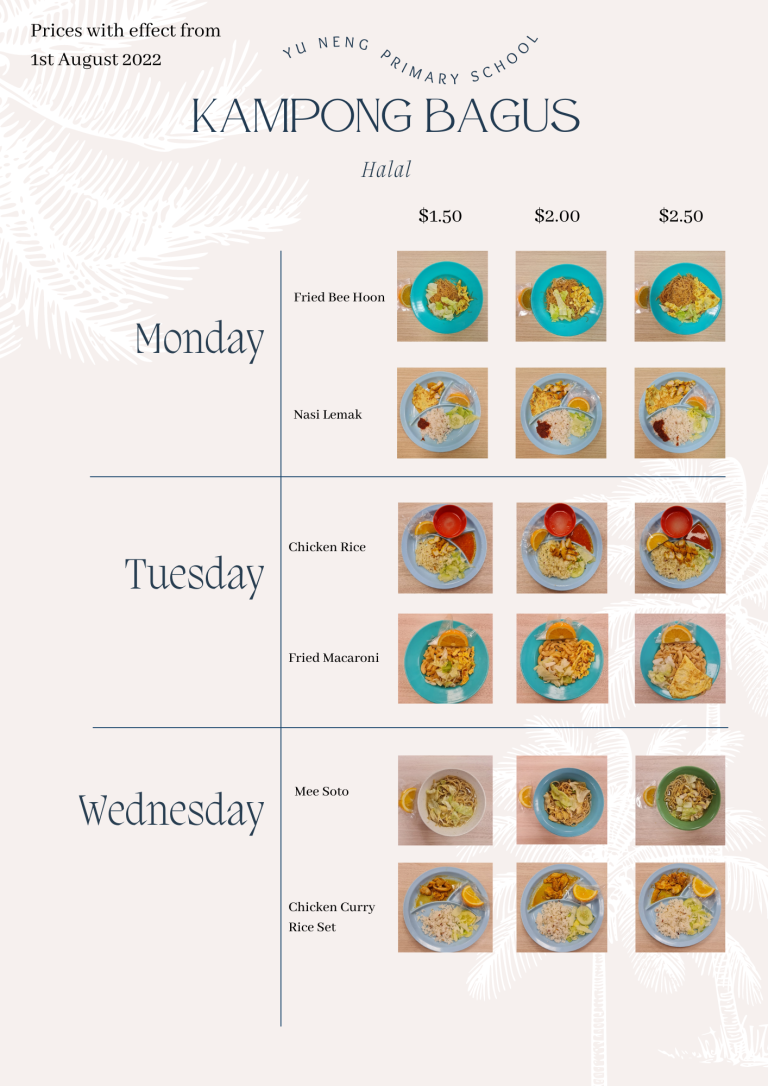 Prices with effect from
1st August 2022
YU NENG PRIMARY SCHOOL
KAMPONG BAGUS
Halal
$1.50 $2.00 $2.50
Monday
Fried Bee Hoon
Nasi Lemak
Tuesday
Chicken Rice
Fried Macaroni
Wednesday
Mee Soto
Chicken Curry
Rice Set